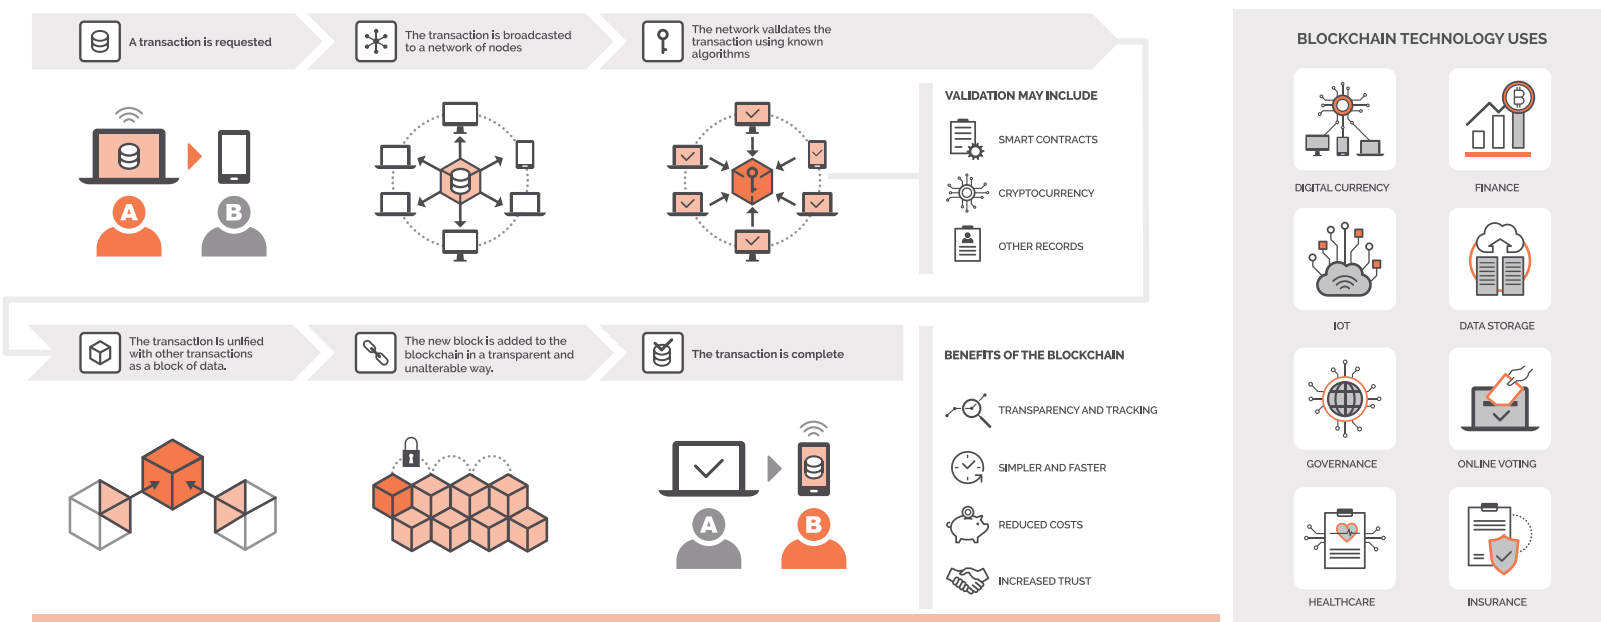 A transaction is requested
The transaction is broadcasted
to a network of nodes
The network validates the
transaction using known
algorithms
A
B
VALIDATION MAY INCLUDE
SMART CONTRACTS
CRYPTOCURRENCY
OTHER RECORDS
The transaction is unified
with other transactions
as a block of data.
The new block is added to the
blockchain in a transparent and
unalterable way.
The transaction is complete
A
B
BENEFITS OF THE BLOCKCHAIN
TRANSPARENCY AND TRACKING
SIMPLER AND FASTER
REDUCED COSTS
INCREASED TRUST
BLOCKCHAIN TECHNOLOGY USES
B
DIGITAL CURRENCY
FINANCE
IOT
DATA STORAGE
GOVERNANCE
ONLINE VOTING
HEALTHCARE
INSURANCE